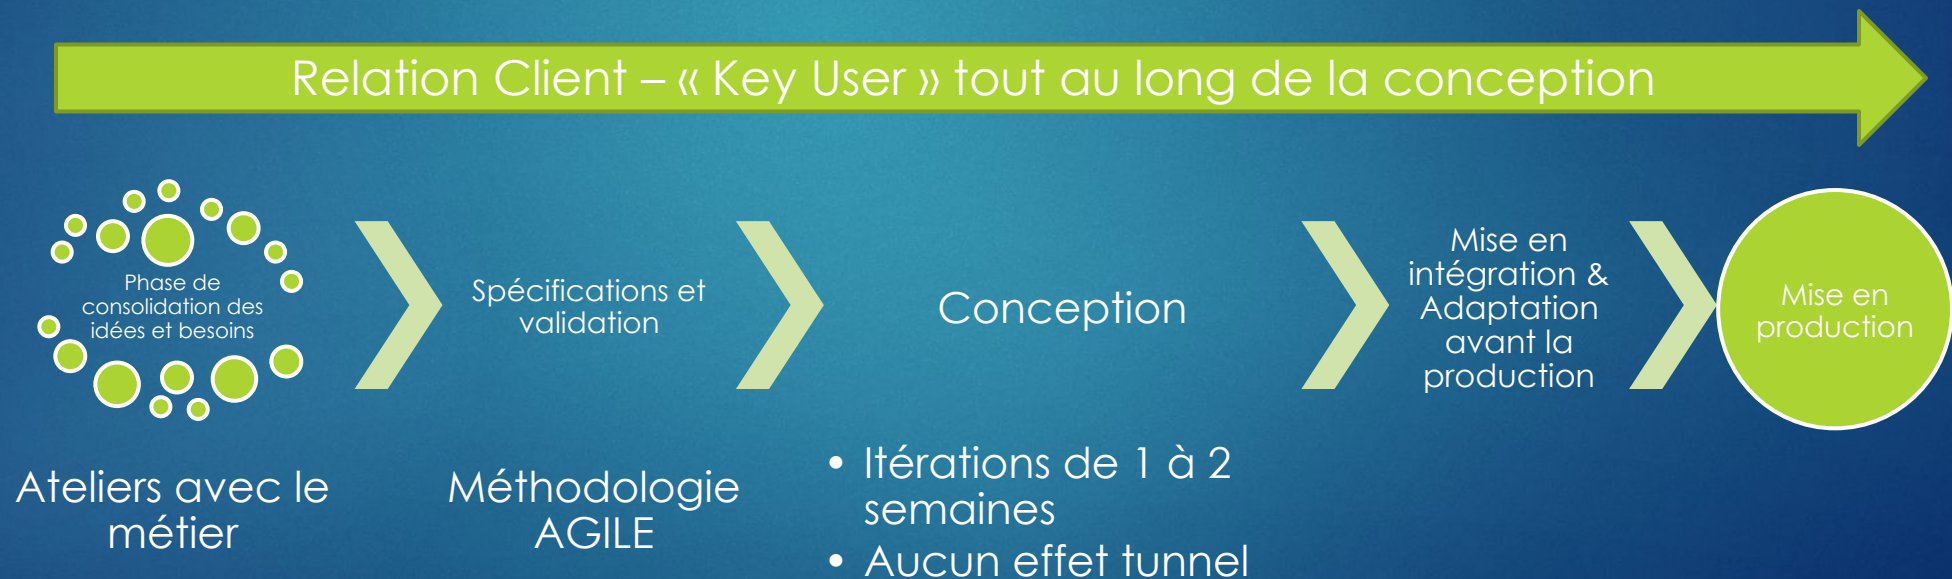 Relation Client – « Key User » tout au long de la conception
Phase de
consolidation des
idées et besoins
Spécifications et
validation
Conception
Mise en
intégration &
Adaptation
avant la
production
Mise en
production
Ateliers avec le
métier
Méthodologie
AGILE
• Itérations de 1 à 2
semaines
• Aucun effet tunnel